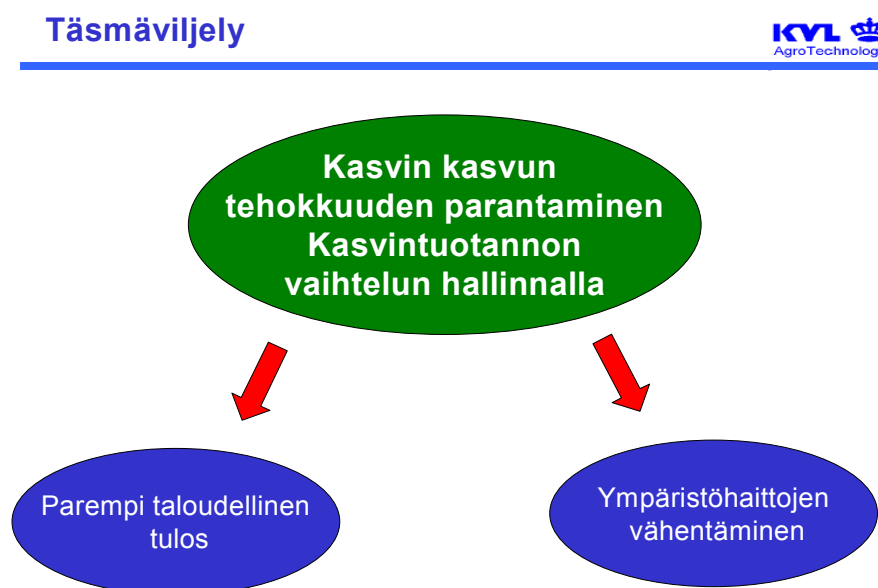 Täsmäviljely
KVL
AgroTechnolog
Kasvin kasvun
tehokkuuden parantaminen
Kasvintuotannon
vaihtelun hallinnalla
Parempi taloudellinen
tulos
Ympäristöhaittojen
vähentäminen